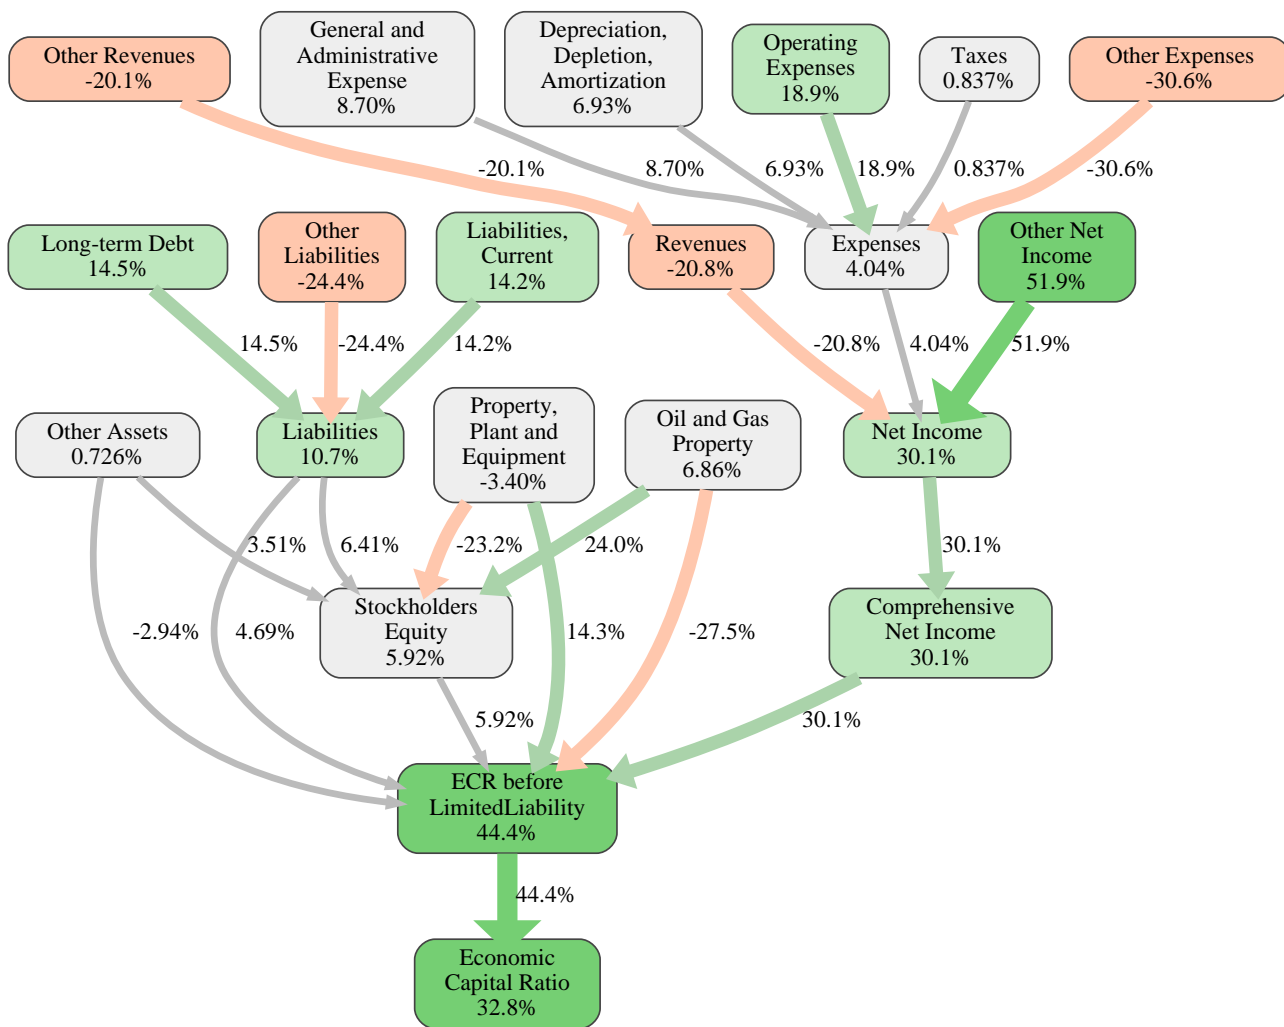 Other Revenues
-20.1%
General and
Administrative
Expense
8.70%
Depreciation,
Depletion,
Amortization
6.93%
Operating
Expenses
18.9%
Taxes
0.837%
Other Expenses
-30.6%
-20.1%
8.70%
6.93%
18.9%
0.837%
-30.6%
Long-term Debt
14.5%
Other
Liabilities
-24.4%
Liabilities,
Current
14.2%
Revenues
-20.8%
Expenses
4.04%
Other Net
Income
51.9%
14.5%
-24.4%
14.2%
-20.8%
4.04%
51.9%
Other Assets
0.726%
Liabilities
10.7%
Property,
Plant and
Equipment
-3.40%
Oil and Gas
Property
6.86%
Net Income
30.1%
3.51%
6.41%
-23.2%
24.0%
30.1%
-2.94%
4.69%
Stockholders
Equity
5.92%
14.3%
-27.5%
Comprehensive
Net Income
30.1%
5.92%
30.1%
ECR before
LimitedLiability
44.4%
44.4%
Economic
Capital Ratio
32.8%